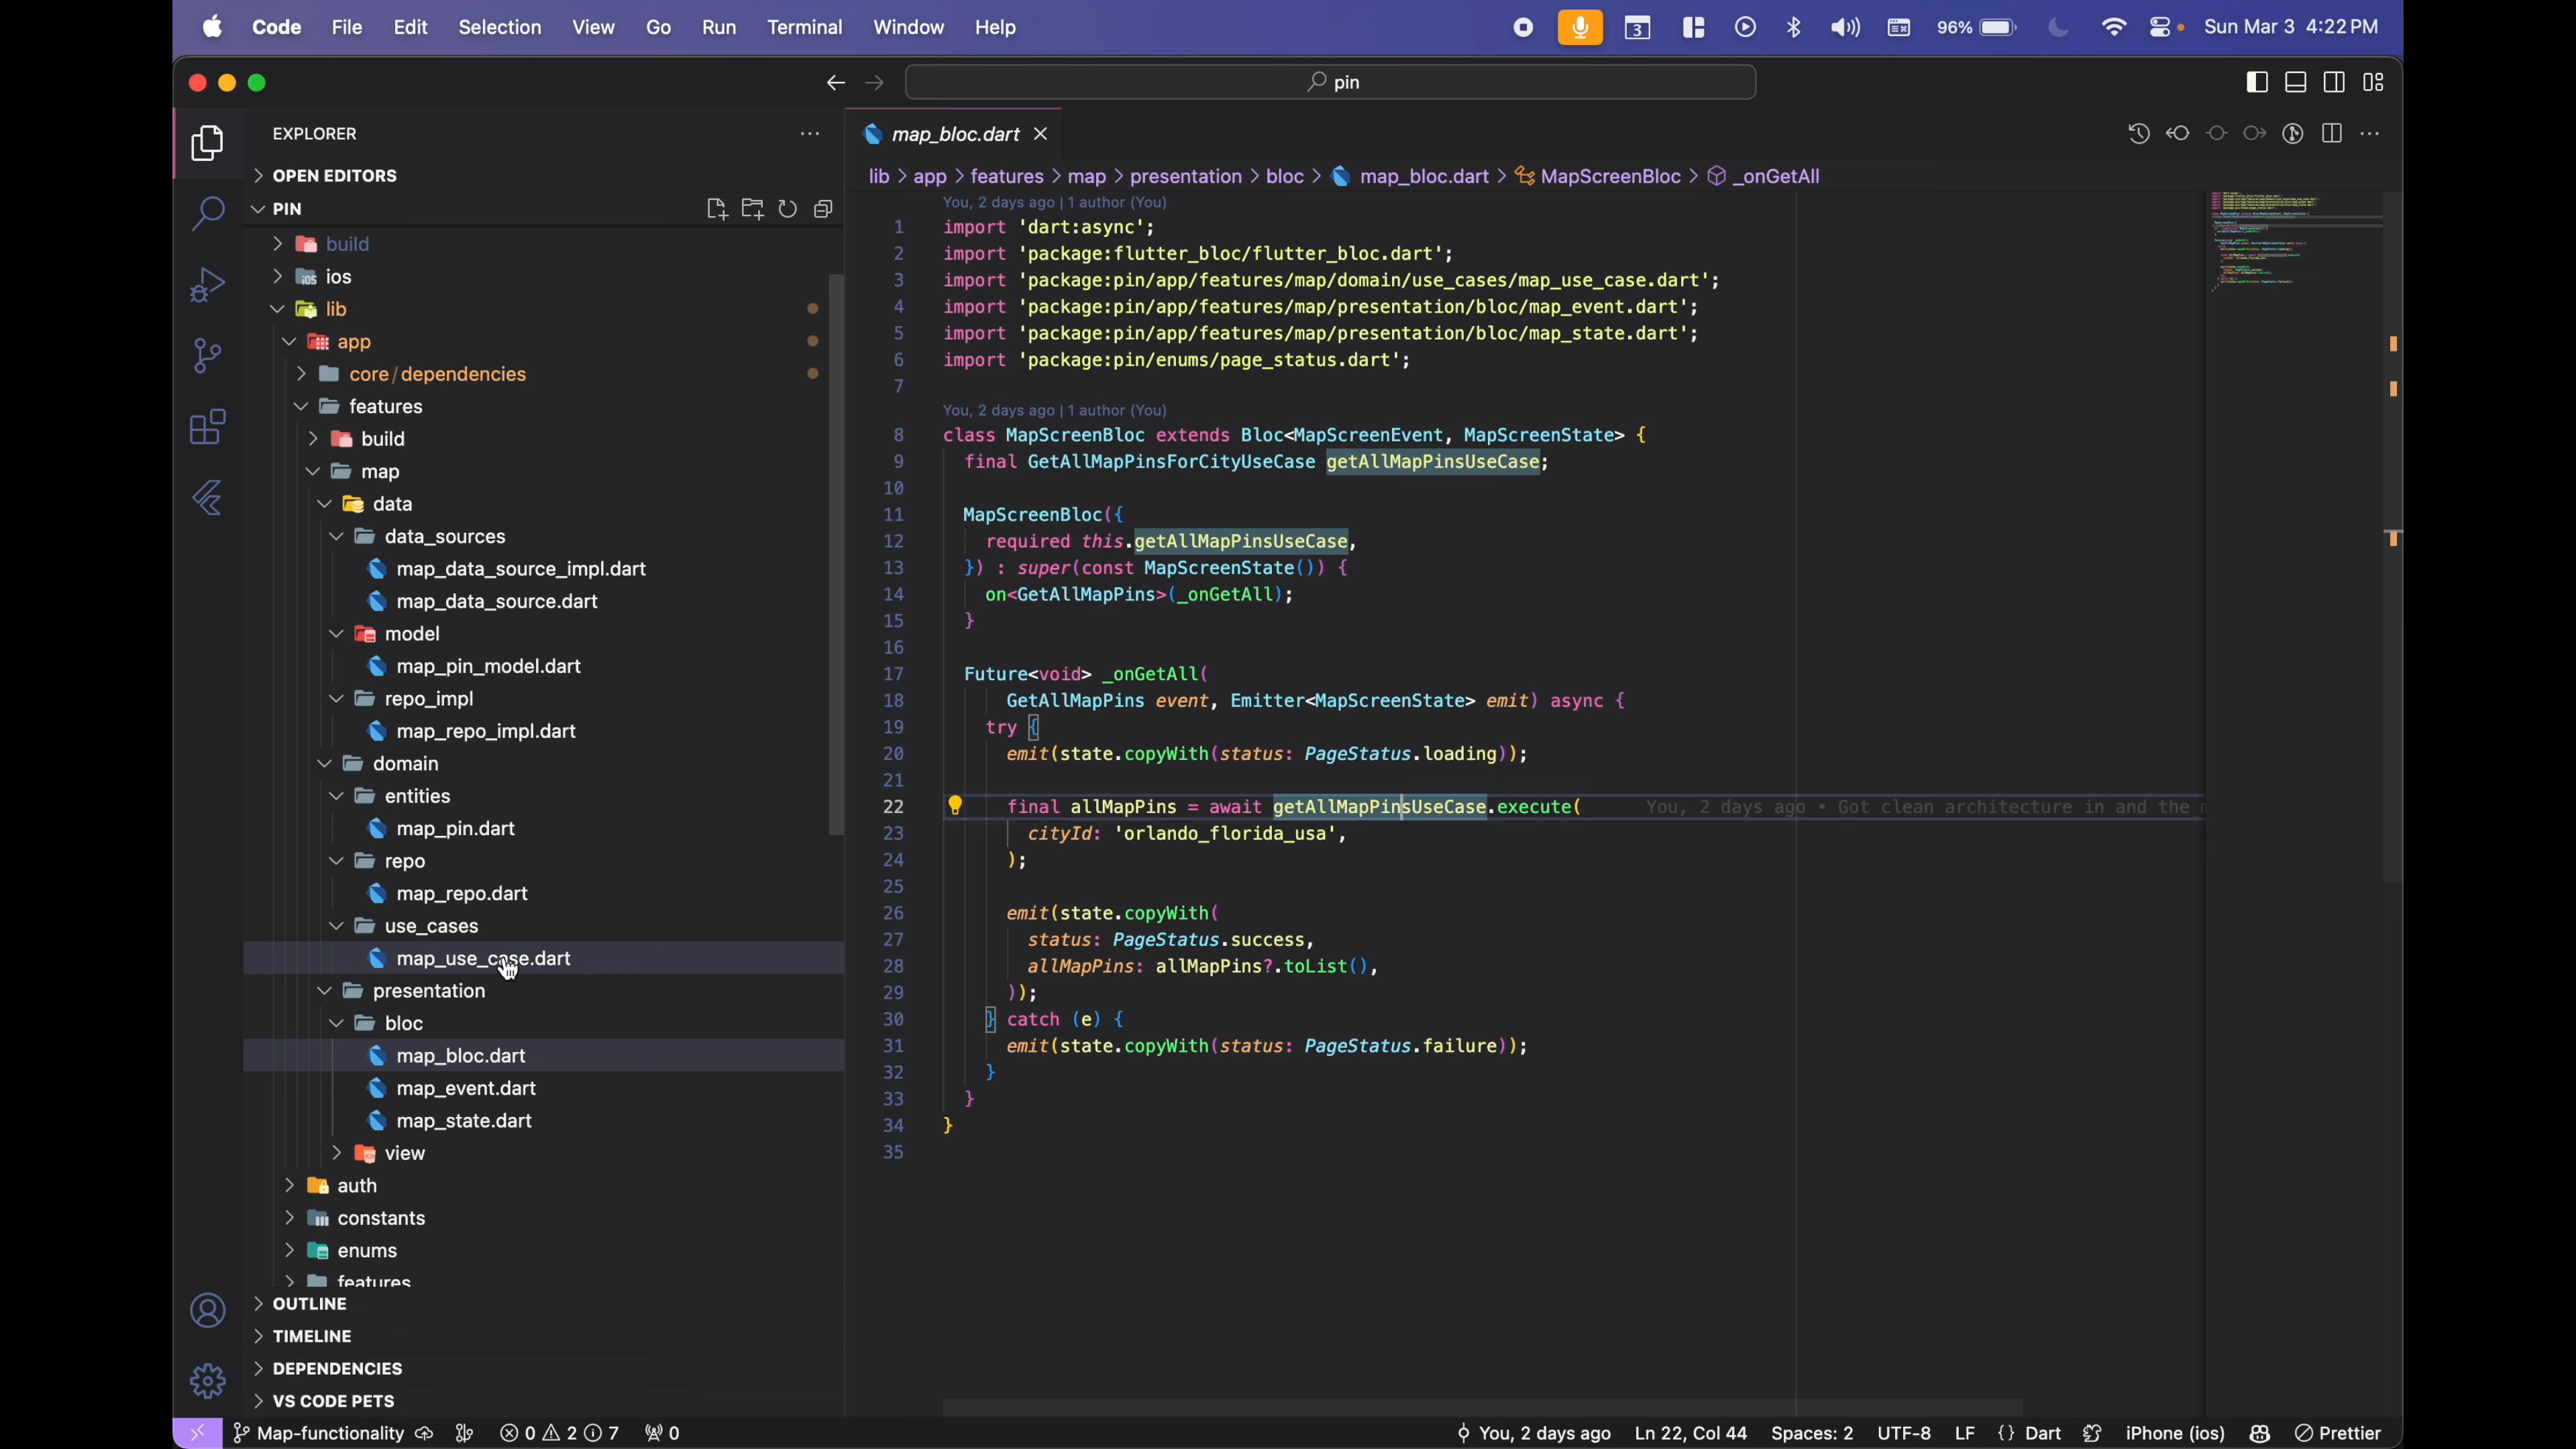 Code File Edit Selection View Go Run Terminal Window Help 3 96% Sun Mar 3 4:22 PM
pin
EXPLORER
OPEN EDITORS
PIN
build
ios
lib
app
core/dependencies
features
build
map
data
data_sources
map_data_source_impl.dart
map_data_source.dart
model
map_pin_model.dart
repo_impl
map_repo_impl.dart
domain
entities
map_pin.dart
repo
map_repo.dart
use_cases
map_use_case.dart
presentation
bloc
map_bloc.dart
map_event.dart
map_state.dart
view
auth
constants
enums
features
OUTLINE
TIMELINE
DEPENDENCIES
VS CODE PETS
map_bloc.dart
lib > app > features > map > presentation > bloc > map_bloc.dart > MapScreenBloc > _onGetAll
You, 2 days ago | 1 author (You)
1 import 'dart:async';
2 import 'package:flutter_bloc/flutter_bloc.dart';
3 import 'package:pin/app/features/map/domain/use_cases/map_use_case.dart';
4 import 'package:pin/app/features/map/presentation/bloc/map_event.dart';
5 import 'package:pin/app/features/map/presentation/bloc/map_state.dart';
6 import 'package:pin/enums/page_status.dart';
7
You, 2 days ago | 1 author (You)
8 class MapScreenBloc extends Bloc<MapScreenEvent, MapScreenState> {
9 final GetAllMapPinsForCityUseCase getAllMapPinsUseCase;
10
11 MapScreenBloc({
12 required this.getAllMapPinsUseCase,
13 }) : super(const MapScreenState()) {
14 on<GetAllMapPins>(_onGetAll);
15 }
16
17 Future<void> _onGetAll(
18 GetAllMapPins event, Emitter<MapScreenState> emit) async {
19 try {
20 emit(state.copyWith(status: PageStatus.loading));
21
22 final allMapPins = await getAllMapPinsUseCase.execute( You, 2 days ago • Got clean architecture in and the
23 cityId: 'orlando_florida_usa',
24 );
25
26 emit(state.copyWith(
27 status: PageStatus.success,
28 allMapPins: allMapPins?.toList(),
29 ));
30 } catch (e) {
31 emit(state.copyWith(status: PageStatus.failure));
32 }
33 }
34 }
35
Map-functionality 0 2 7 0 You, 2 days ago Ln 22, Col 44 Spaces: 2 UTF-8 LF {} Dart iPhone (ios) Prettier